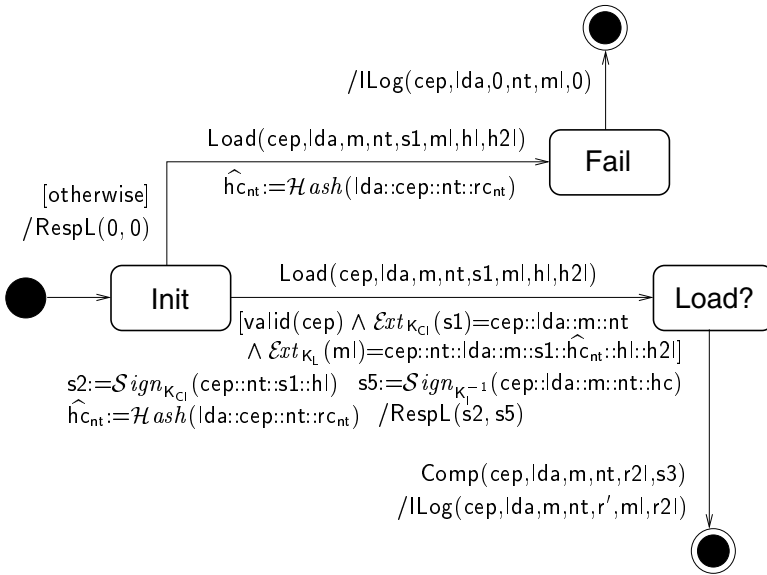 /ILog(cep,lda,0,nt,ml,0)
Load(cep,lda,m,nt,s1,ml,hl,h2l)
Fail
[otherwise]
/RespL(0, 0)
ĥc_nt:=Hash(lda::cep::nt::rc_nt)
Init
Load(cep,lda,m,nt,s1,ml,hl,h2l)
Load?
[valid(cep) ∧ Ext_K_CI(s1)=cep::lda::m::nt
∧ Ext_K_L(ml)=cep::nt::lda::m::s1::ĥc_nt::hl::h2l]
s2:=Sign_K_CI(cep::nt::s1::hl) s5:=Sign_K_I^−1(cep::lda::m::nt::hc)
ĥc_nt:=Hash(lda::cep::nt::rc_nt) /RespL(s2, s5)
Comp(cep,lda,m,nt,r2l,s3)
/ILog(cep,lda,m,nt,r′,ml,r2l)